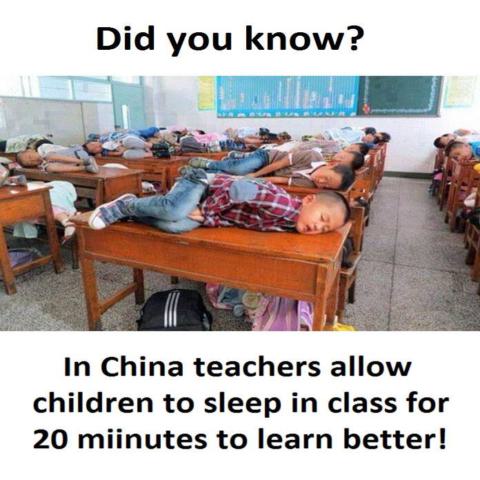 Did you know?
In China teachers allow
children to sleep in class for
20 miinutes to learn better!